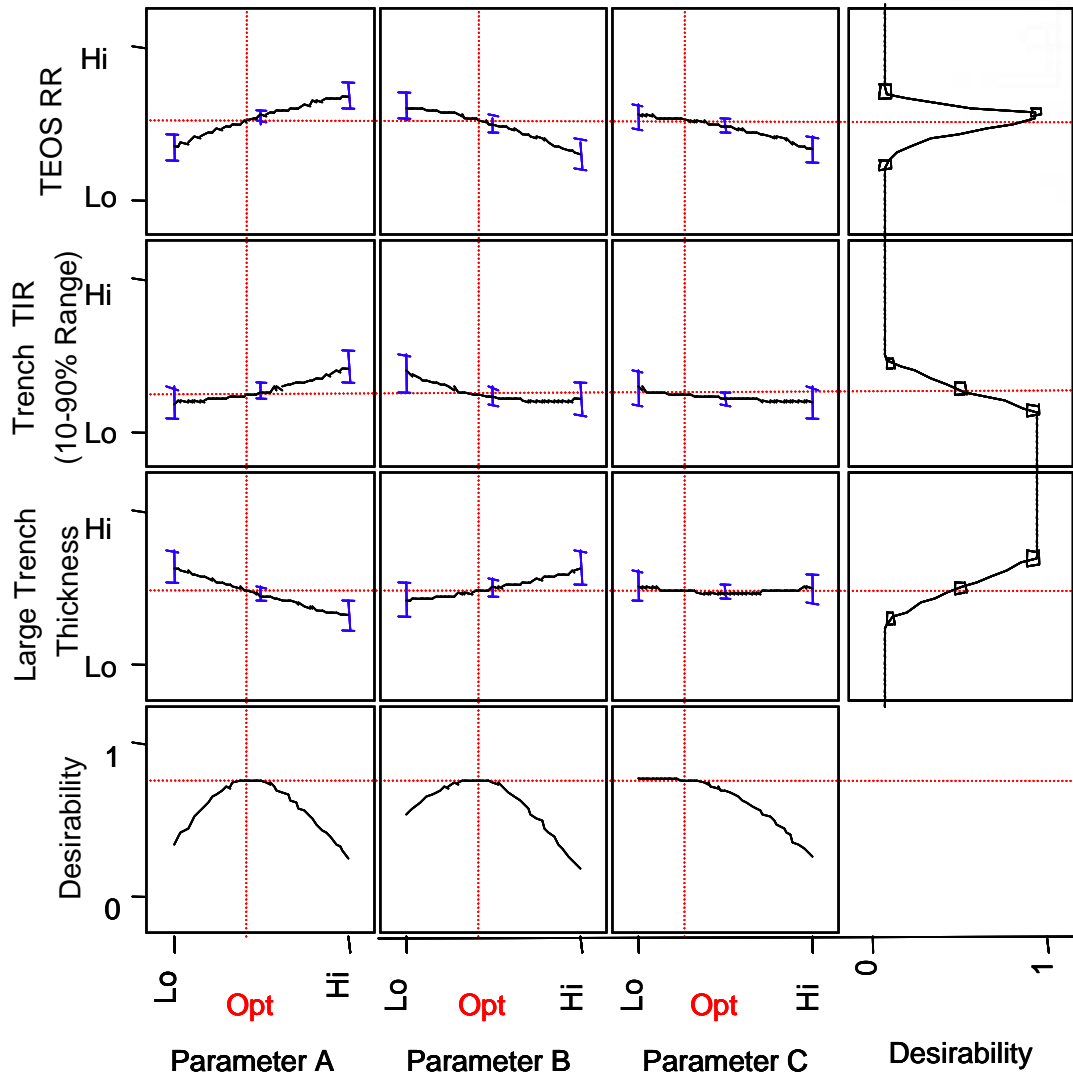 Hi
TEOS RR
Lo
Hi
Trench TIR
(10-90% Range)
Lo
Hi
Large Trench
Thickness
Lo
1
Desirability
0
Lo Opt Hi Lo Opt Hi Lo Opt 0 1
Parameter A Parameter B Parameter C Desirability